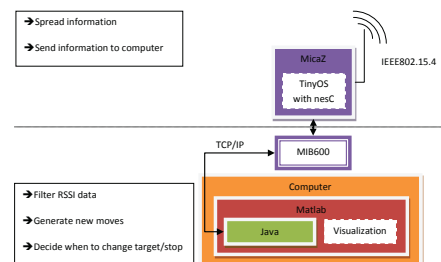 ➔Spread information
➔Send information to computer
IEEE802.15.4
MicaZ
TinyOS
with nesC
TCP/IP
MIB600
➔Filter RSSI data
➔Generate new moves
➔Decide when to change target/stop
Computer
Matlab
Java
Visualization